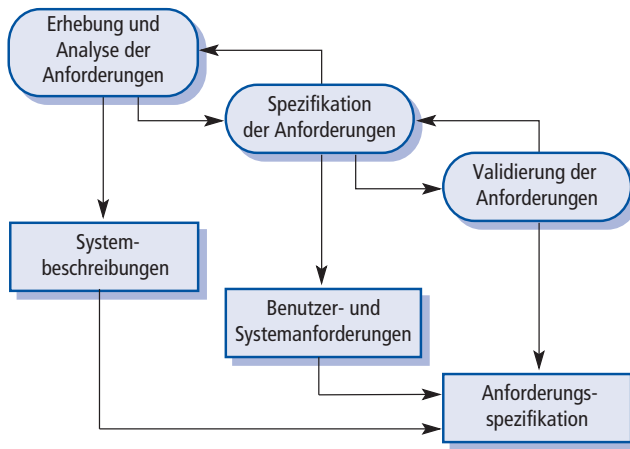 Erhebung und
Analyse der
Anforderungen
Spezifikation
der Anforderungen
Validierung der
Anforderungen
System-
beschreibungen
Benutzer- und
Systemanforderungen
Anforderungs-
spezifikation